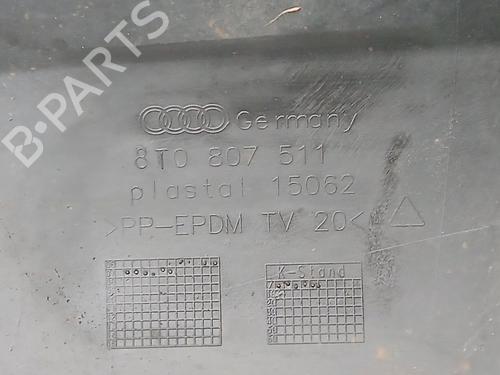 Germany
8T0 807 511
plastal 15062
>PP-EPDM TV 20<
K-Stand
B-PARTS